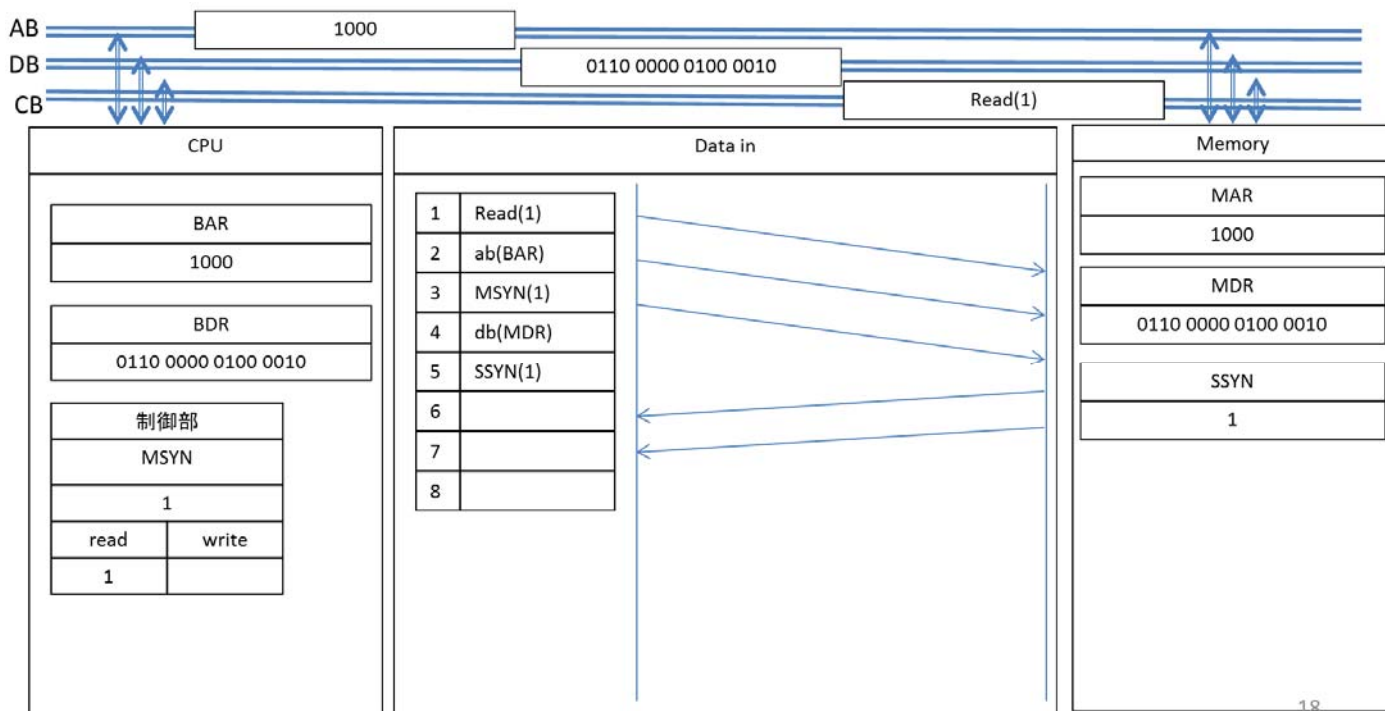 AB
1000
DB
0110 0000 0100 0010
CB
Read(1)
CPU
BAR
1000
BDR
0110 0000 0100 0010
制御部
MSYN
1
read write
1
Data in
1 Read(1)
2 ab(BAR)
3 MSYN(1)
4 db(MDR)
5 SSYN(1)
6
7
8
Memory
MAR
1000
MDR
0110 0000 0100 0010
SSYN
1
18